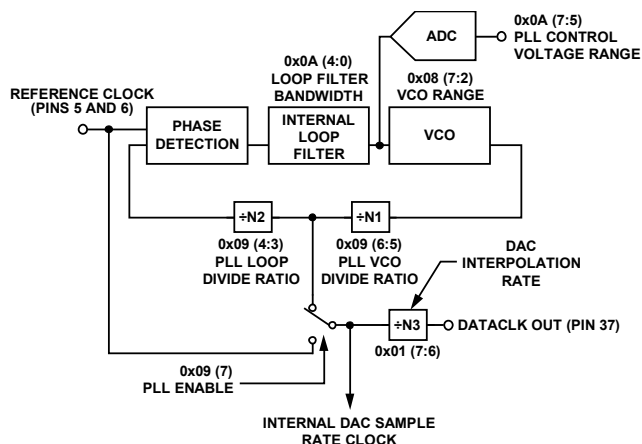 0x0A (7:5)
PLL CONTROL
VOLTAGE RANGE
ADC
0x0A (4:0)
LOOP FILTER
BANDWIDTH
0x08 (7:2)
VCO RANGE
REFERENCE CLOCK
(PINS 5 AND 6)
PHASE
DETECTION
INTERNAL
LOOP
FILTER
VCO
÷N2
÷N1
0x09 (4:3)
PLL LOOP
DIVIDE RATIO
0x09 (6:5)
PLL VCO
DIVIDE RATIO
DAC
INTERPOLATION
RATE
÷N3
DATACLK OUT (PIN 37)
0x01 (7:6)
0x09 (7)
PLL ENABLE
INTERNAL DAC SAMPLE
RATE CLOCK